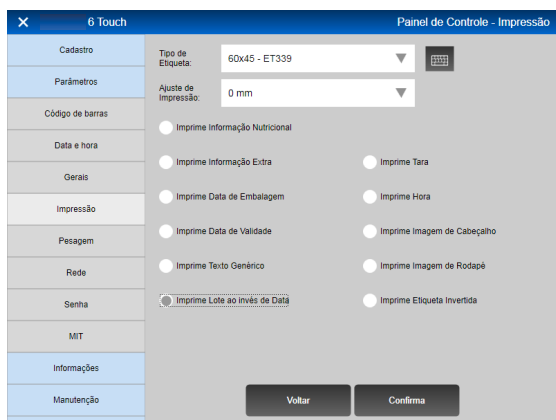 6 Touch
Painel de Controle - Impressão
Cadastro
Parâmetros
Código de barras
Data e hora
Gerais
Impressão
Pesagem
Rede
Senha
MIT
Informações
Manutenção
Tipo de
Etiqueta:
60x45 - ET339
Ajuste de
Impressão:
0 mm
Imprime Informação Nutricional
Imprime Informação Extra
Imprime Tara
Imprime Data de Embalagem
Imprime Hora
Imprime Data de Validade
Imprime Imagem de Cabeçalho
Imprime Texto Genérico
Imprime Imagem de Rodapé
Imprime Lote ao invés de Data
Imprime Etiqueta Invertida
Voltar
Confirma